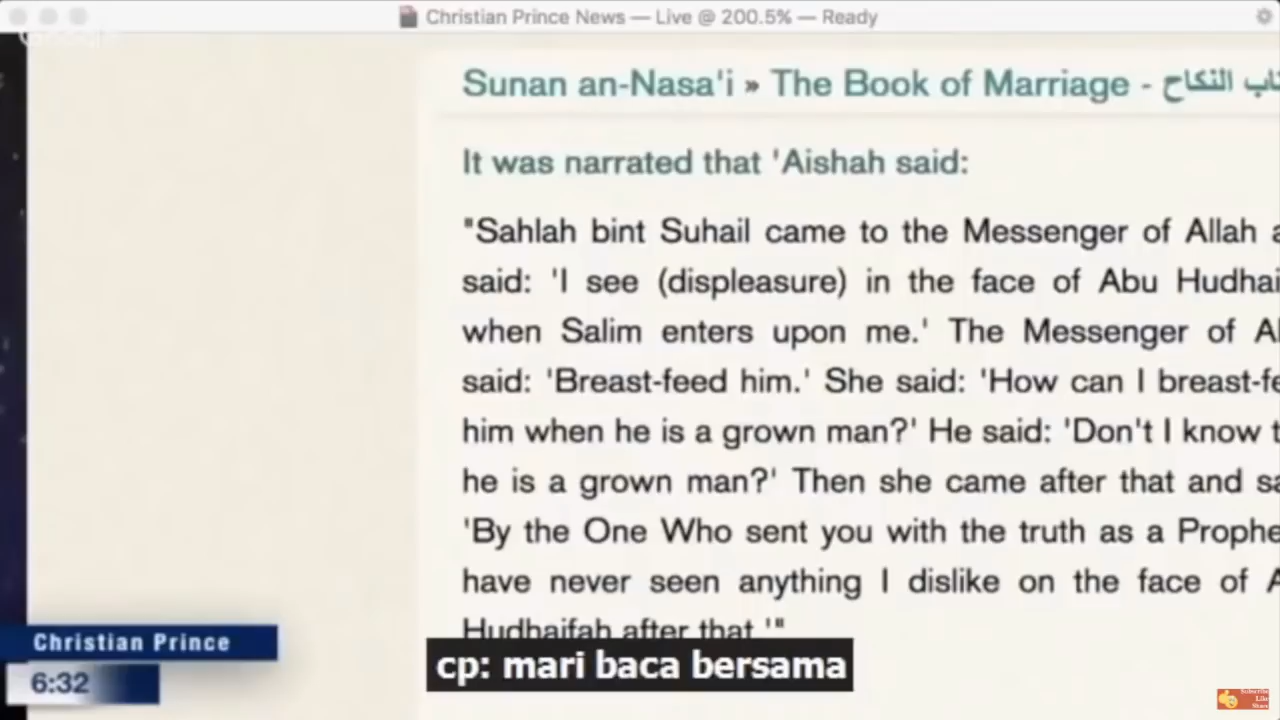 Christian Prince News — Live @ 200.5% — Ready
Sunan an-Nasa'i » The Book of Marriage - كتاب النكاح
It was narrated that 'Aishah said:
"Sahlah bint Suhail came to the Messenger of Allah
said: 'I see (displeasure) in the face of Abu
when Salim enters upon me.' The Messenger of
said: 'Breast-feed him.' She said: 'How can I
him when he is a grown man?' He said: 'Don't I know
he is a grown man?' Then she came after that and
'By the One Who sent you with the truth as a
have never seen anything I dislike on the face of
Hudhaifah after that.'"
cp: mari baca bersama
Christian Prince
6:32
Subscribe
Like
Share